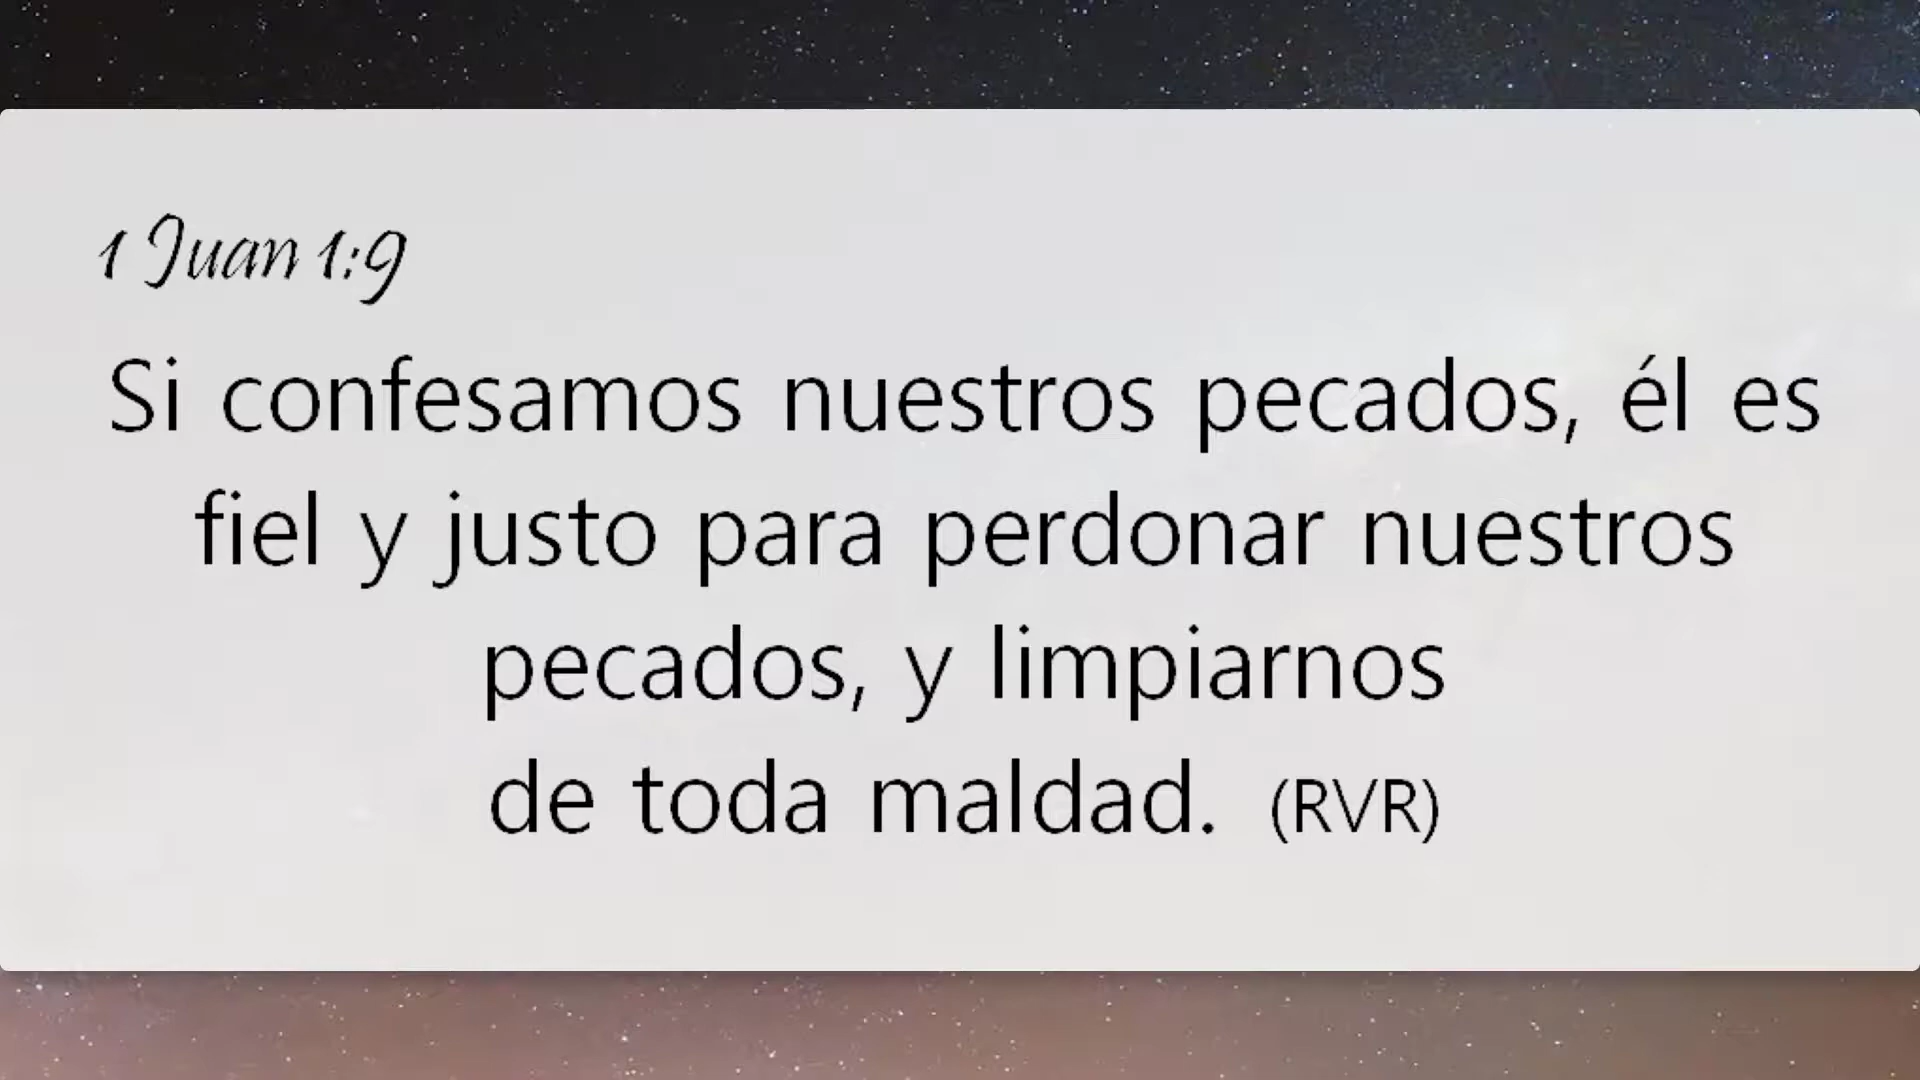 1 Juan 1:9
Si confesamos nuestros pecados, él es
fiel y justo para perdonar nuestros
pecados, y limpiarnos
de toda maldad. (RVR)